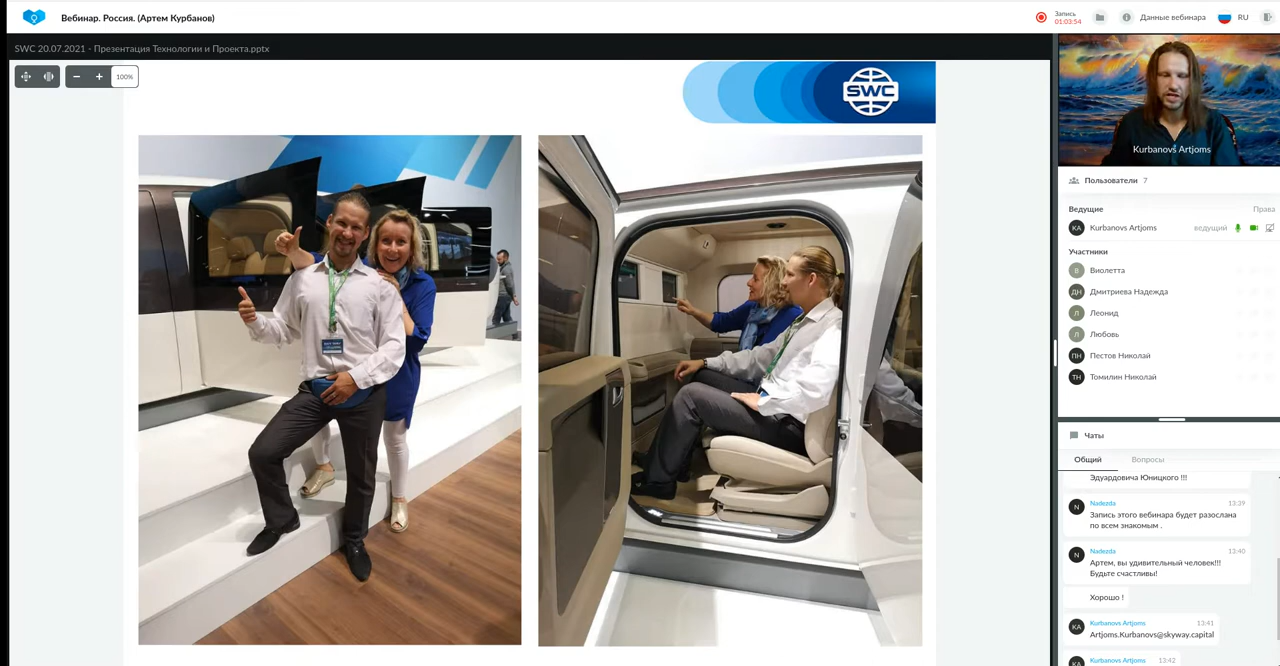 Вебинар. Россия. (Артем Курбанов)
Запись
01:03:54
Данные вебинара
RU
SWC 20.07.2021 - Презентация Технологии и Проекта.pptx
100%
SWC
Kurbanovs Artjoms
Пользователи 7
Ведущие
Права
KA
Kurbanovs Artjoms
ведущий
Участники
В
Виолетта
ДН
Дмитриева Надежда
Л
Леонид
Л
Любовь
ПН
Пестов Николай
ТН
Томилин Николай
Чаты
Общий
Вопросы
Эдуардовича Юницкого !!!
N
Nadezda
13:39
Запись этого вебинара будет разослана
по всем знакомым .
N
Nadezda
13:40
Артем, вы удивительный человек!!!
Будьте счастливы!
Хорошо !
KA
Kurbanovs Artjoms
13:41
Artjoms.Kurbanovs@skyway.capital
KA
Kurbanovs Artjoms
13:42